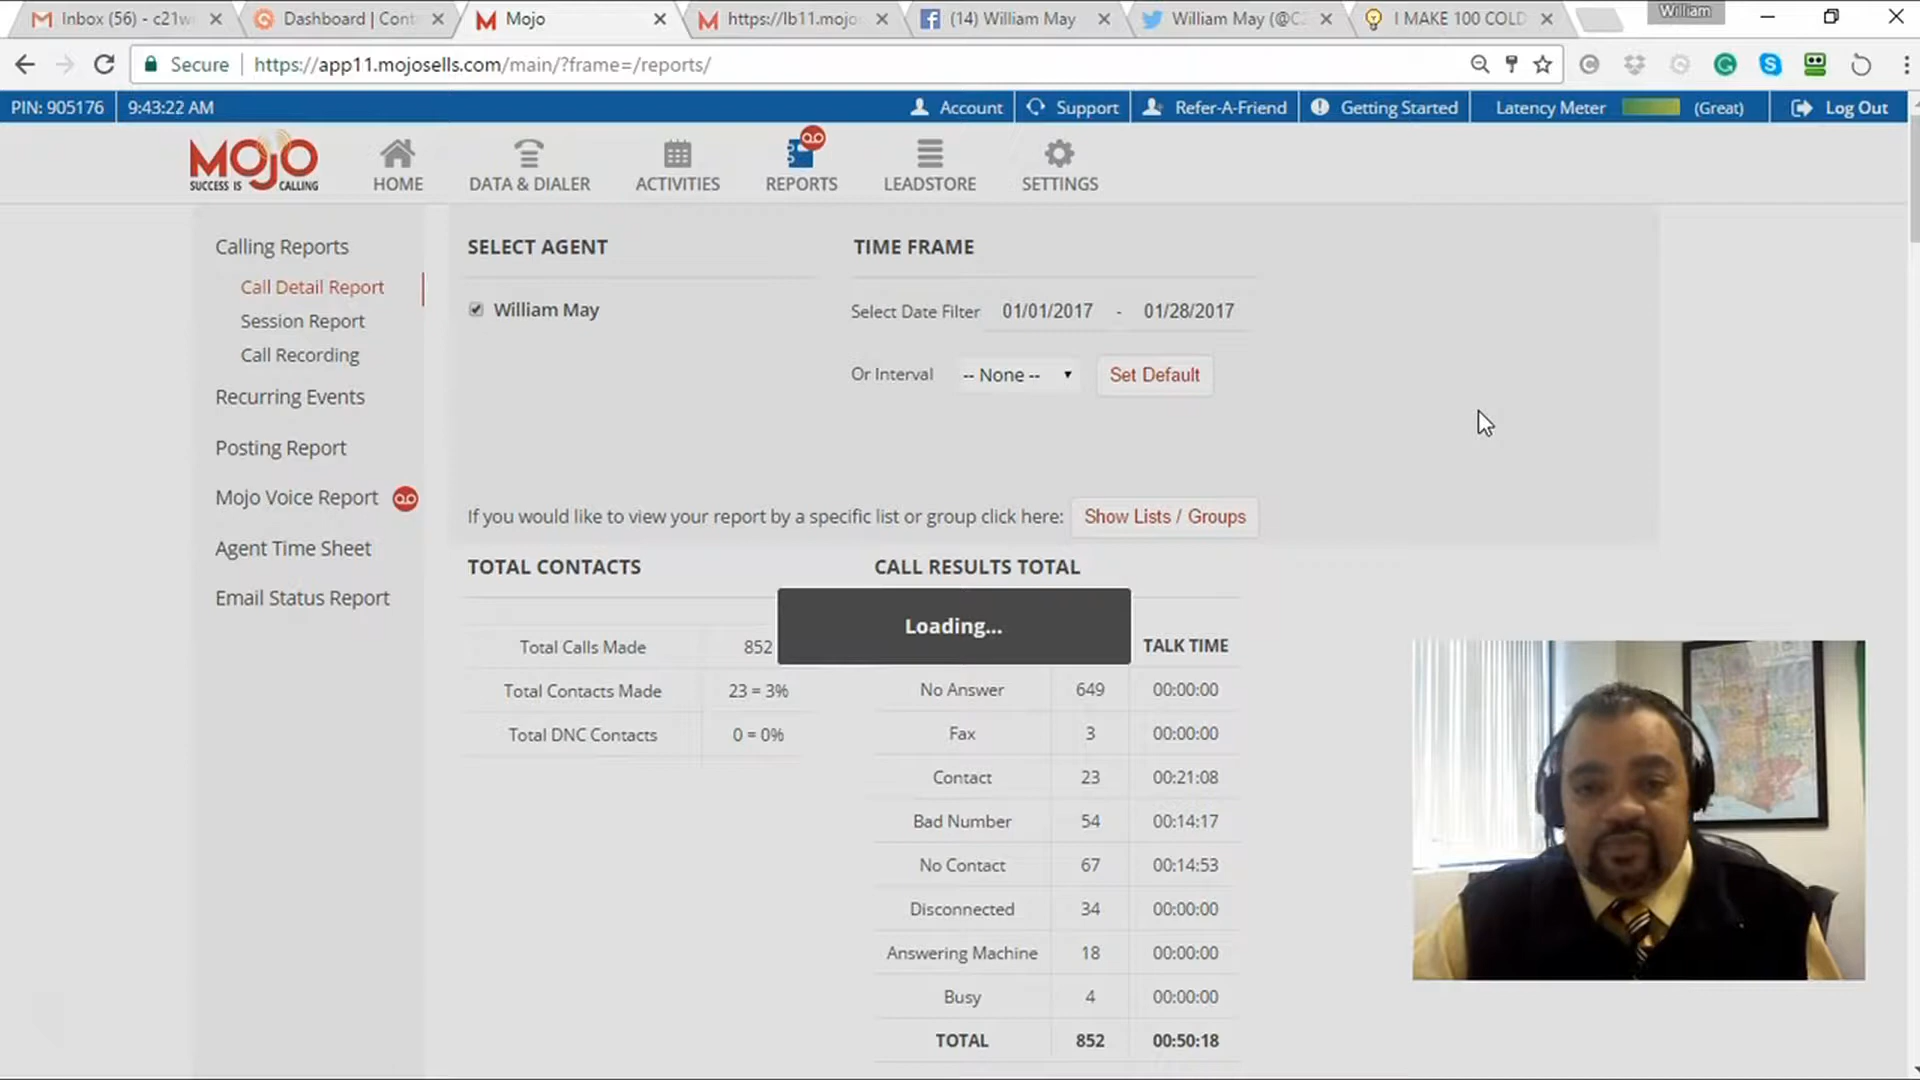 Inbox (56) - c21w
Dashboard | Cont
Mojo
https://lb11.mojo
(14) William May
William May (@C2
I MAKE 100 COLD
William
Secure
https://app11.mojosells.com/main/?frame=/reports/
PIN: 905176
9:43:22 AM
Account
Support
Refer-A-Friend
Getting Started
Latency Meter
(Great)
Log Out
MOJO
SUCCESS IS CALLING
HOME
DATA & DIALER
ACTIVITIES
REPORTS
LEADSTORE
SETTINGS
Calling Reports
Call Detail Report
Session Report
Call Recording
Recurring Events
Posting Report
Mojo Voice Report
Agent Time Sheet
Email Status Report
SELECT AGENT
William May
TIME FRAME
Select Date Filter 01/01/2017 - 01/28/2017
Or Interval -- None -- Set Default
If you would like to view your report by a specific list or group click here: Show Lists / Groups
TOTAL CONTACTS
Total Calls Made 852
Total Contacts Made 23 = 3%
Total DNC Contacts 0 = 0%
CALL RESULTS TOTAL
Loading...
TALK TIME
No Answer 649 00:00:00
Fax 3 00:00:00
Contact 23 00:21:08
Bad Number 54 00:14:17
No Contact 67 00:14:53
Disconnected 34 00:00:00
Answering Machine 18 00:00:00
Busy 4 00:00:00
TOTAL 852 00:50:18